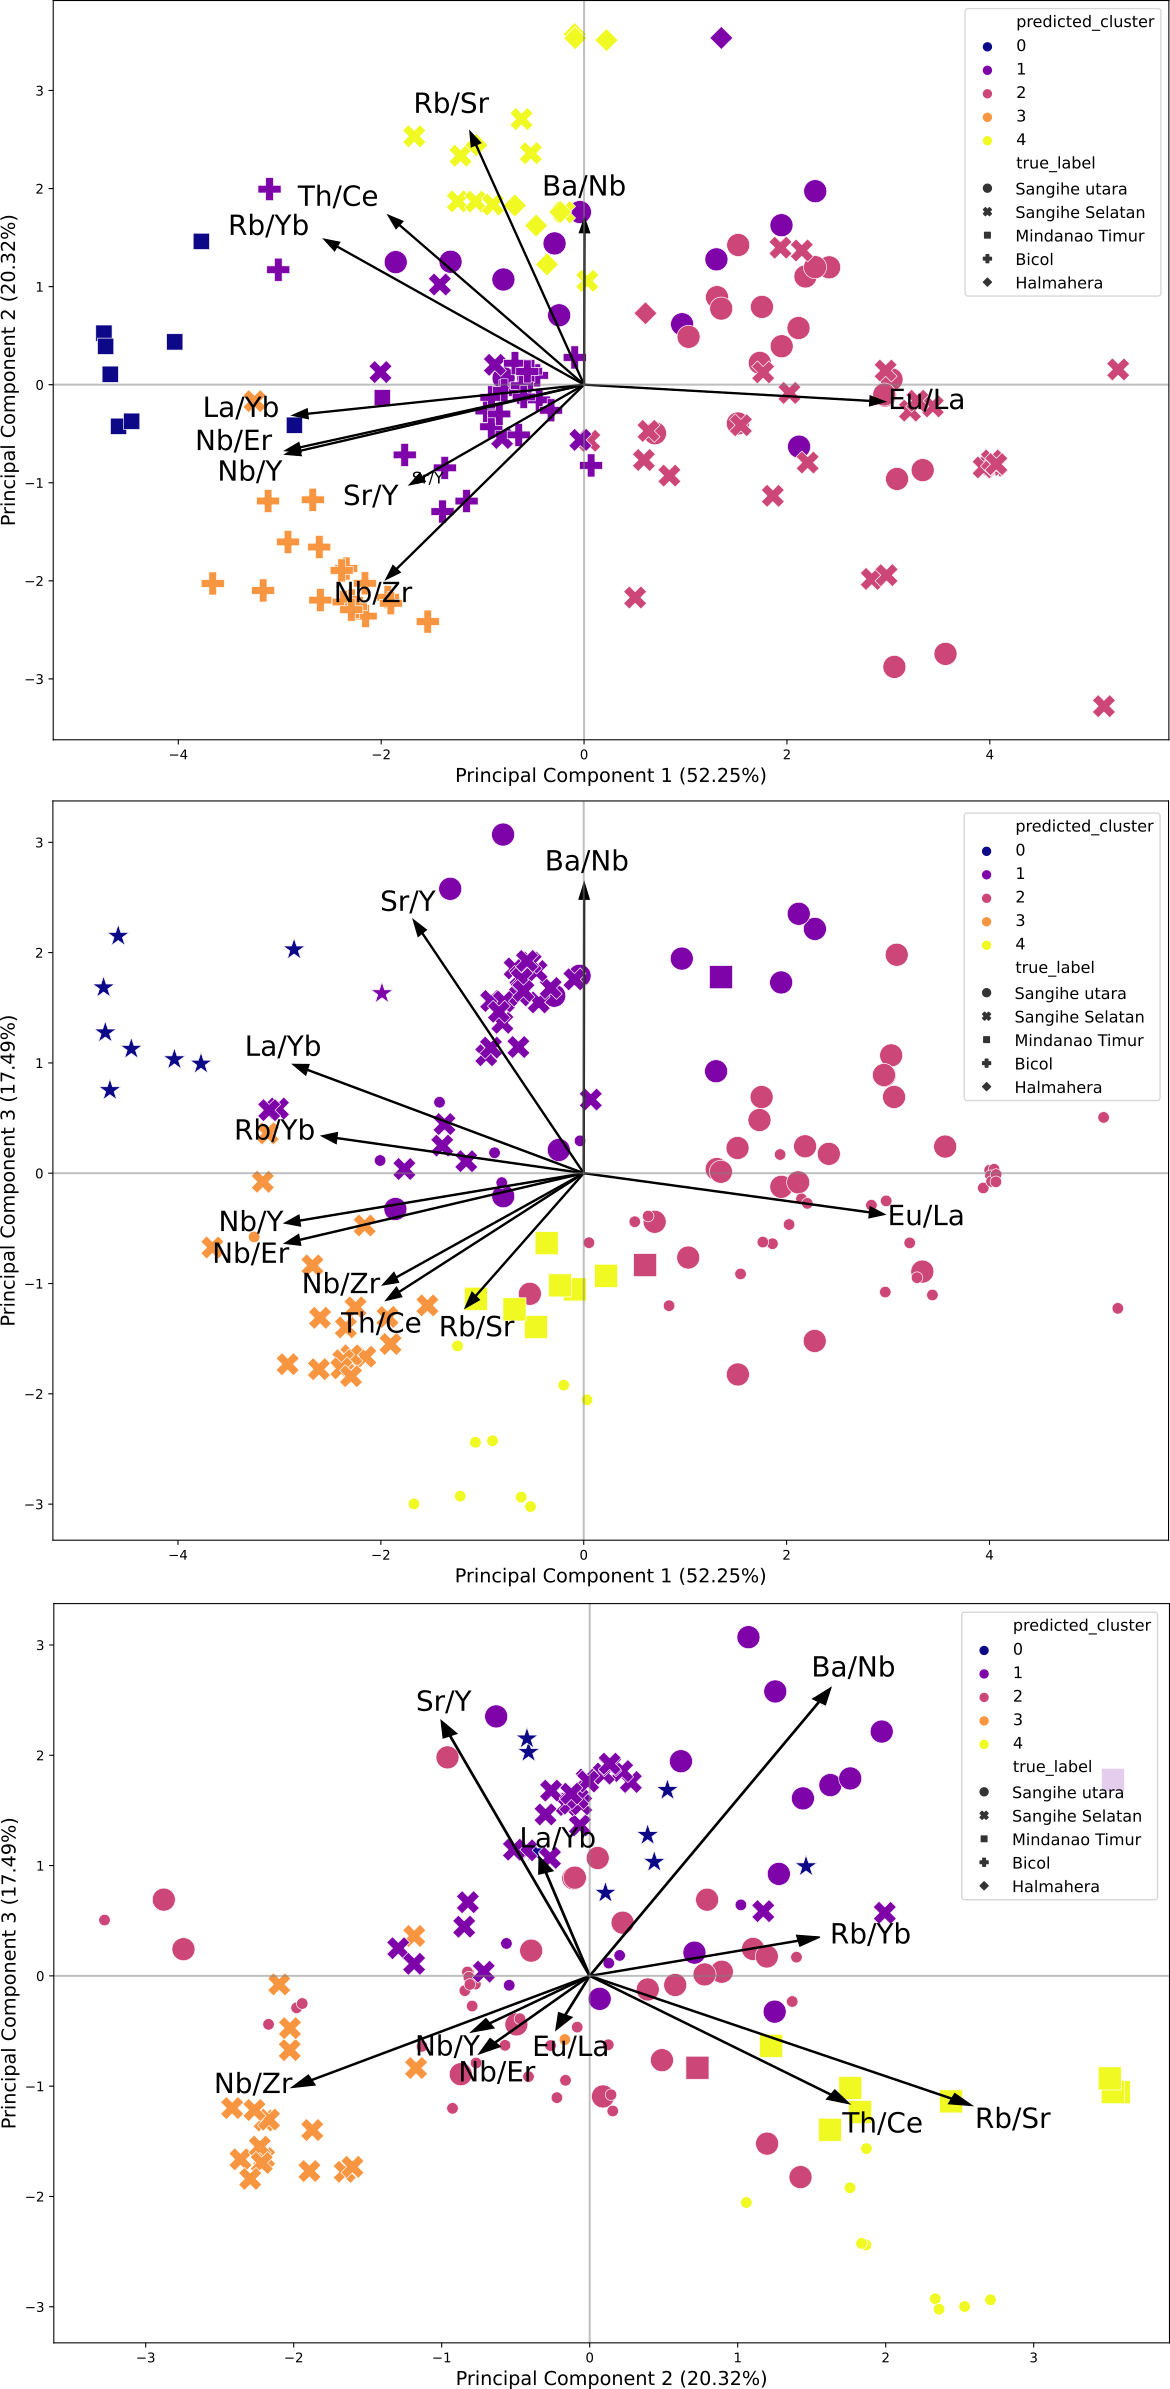 predicted_cluster
0
1
2
3
4
true_label
Sangihe utara
Sangihe Selatan
Mindanao Timur
Bicol
Halmahera
Rb/Sr
Ba/Nb
Th/Ce
Rb/Yb
La/Yb
Eu/La
Nb/Er
Nb/Y
Sr/Y
Nb/Zr
3
2
1
0
−1
−2
−3
−4
−2
0
2
4
Principal Component 2 (20.32%)
Principal Component 1 (52.25%)
predicted_cluster
0
1
2
3
4
true_label
Sangihe utara
Sangihe Selatan
Mindanao Timur
Bicol
Halmahera
Ba/Nb
Sr/Y
La/Yb
Rb/Yb
Nb/Y
Eu/La
Nb/Er
Nb/Zr
Th/Ce
Rb/Sr
3
2
1
0
−1
−2
−3
−4
−2
0
2
4
Principal Component 3 (17.49%)
Principal Component 1 (52.25%)
predicted_cluster
0
1
2
3
4
true_label
Sangihe utara
Sangihe Selatan
Mindanao Timur
Bicol
Halmahera
Ba/Nb
Sr/Y
La/Yb
Rb/Yb
Nb/Y
Eu/La
Nb/Er
Nb/Zr
Th/Ce
Rb/Sr
3
2
1
0
−1
−2
−3
−3
−2
−1
0
1
2
3
Principal Component 3 (17.49%)
Principal Component 2 (20.32%)